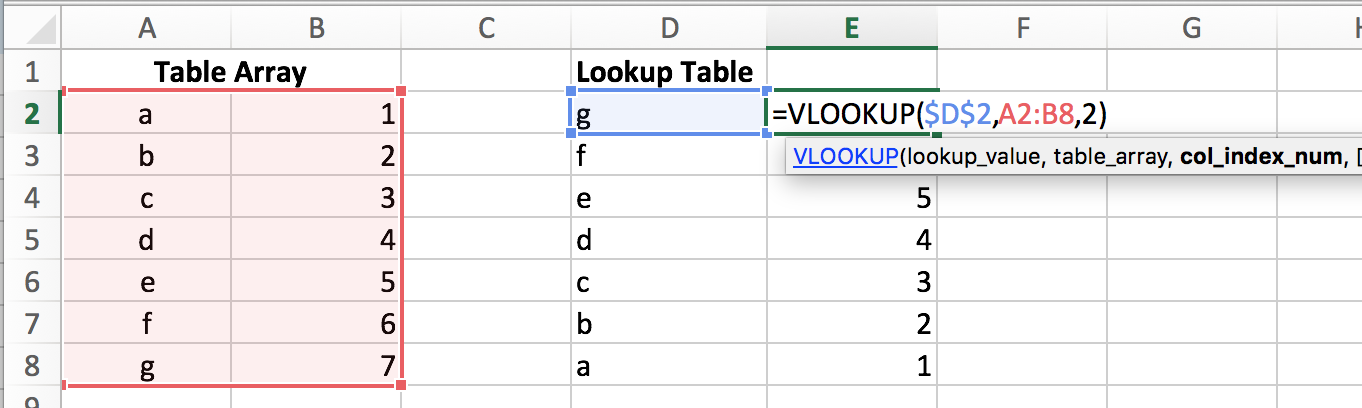 A B C D E F G H
1 Table Array Lookup Table
2 a 1 g =VLOOKUP($D$2,A2:B8,2)
3 b 2 f VLOOKUP(lookup_value, table_array, col_index_num, [
4 c 3 e 5
5 d 4 d 4
6 e 5 c 3
7 f 6 b 2
8 g 7 a 1
9